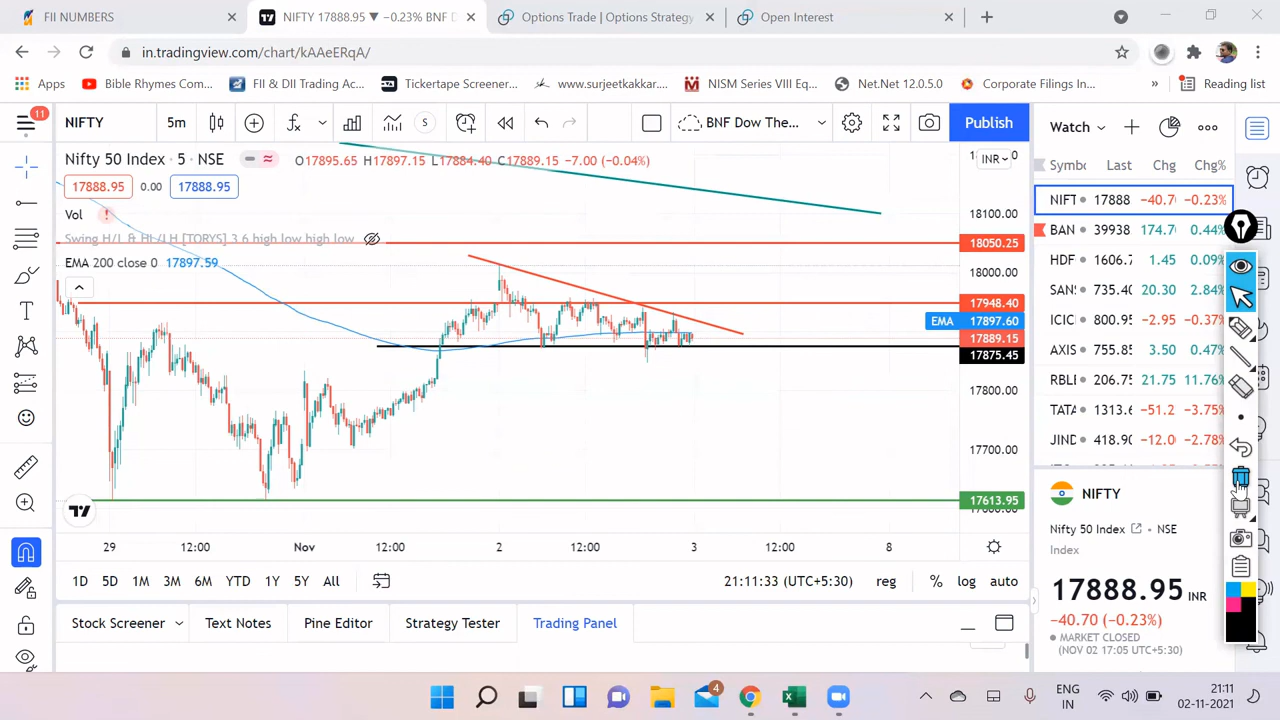 FII NUMBERS
NIFTY 17888.95 ▼ −0.23% BNF D
Options Trade | Options Strategy
Open Interest
in.tradingview.com/chart/kAAeERqA/
Apps
Bible Rhymes Com...
FII & DII Trading Ac...
Tickertape Screener...
www.surjeetkakkar....
NISM Series VIII Eq...
Net.Net 12.0.5.0
Corporate Filings In...
»
Reading list
11
NIFTY
5m
S
BNF Dow The...
Publish
Watch
Nifty 50 Index • 5 • NSE
O17895.65 H17897.15 L17884.40 C17889.15 −7.00 (−0.04%)
INR
Symbo Last Chg Chg%
17888.95 0.00 17888.95
NIFT 17888 −40.7 −0.23%
Vol
18100.00
BAN 39938 174.7 0.44%
Swing H/L & HL/LH [TORYS] 3 6 high low high low
18050.25
HDF 1606.7 1.45 0.09%
EMA 200 close 0 17897.59
18000.00
SANS 735.40 20.30 2.84%
17948.40
EMA 17897.60
ICIC 800.95 −2.95 −0.37%
17889.15
17875.45
AXIS 755.85 3.50 0.47%
RBLE 206.75 21.75 11.76%
17800.00
TATA 1313.6 −51.2 −3.75%
JIND 418.90 −12.0 −2.78%
17700.00
17613.95
NIFTY
Nifty 50 Index • NSE
Index
29 12:00 Nov 12:00 2 12:00 3 12:00 8
1D 5D 1M 3M 6M YTD 1Y 5Y All
21:11:33 (UTC+5:30) reg % log auto
17888.95 INR
−40.70 (−0.23%)
MARKET CLOSED
(NOV 02 17:05 UTC+5:30)
Stock Screener Text Notes Pine Editor Strategy Tester Trading Panel
4
ENG
IN
21:11
02-11-2021